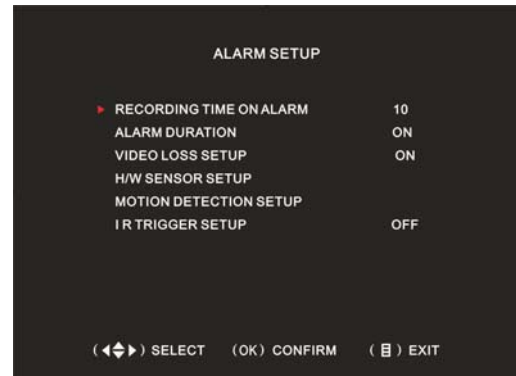 ALARM SETUP
RECORDING TIME ON ALARM 10
ALARM DURATION ON
VIDEO LOSS SETUP ON
H/W SENSOR SETUP
MOTION DETECTION SETUP
I R TRIGGER SETUP OFF
( ) SELECT (OK) CONFIRM ( ) EXIT